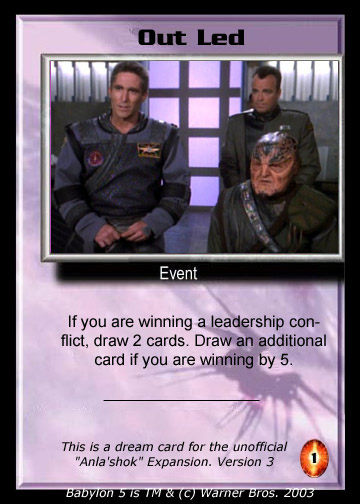 Out Led
Event
If you are winning a leadership con-
flict, draw 2 cards. Draw an additional
card if you are winning by 5.
This is a dream card for the unofficial
"Anla'shok" Expansion. Version 3
1
Babylon 5 is TM & (c) Warner Bros. 2003